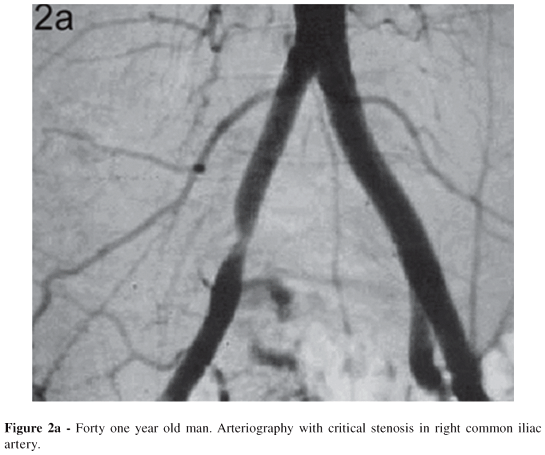 2a
Figure 2a - Forty one year old man. Arteriography with critical stenosis in right common iliac
artery.